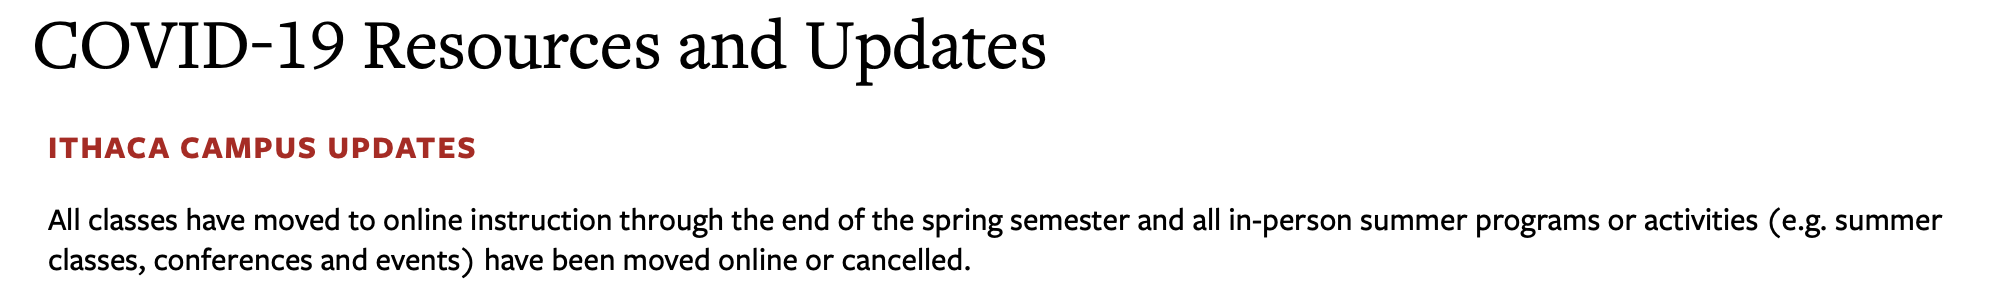 COVID-19 Resources and Updates
ITHACA CAMPUS UPDATES
All classes have moved to online instruction through the end of the spring semester and all in-person summer programs or activities (e.g. summer
classes, conferences and events) have been moved online or cancelled.